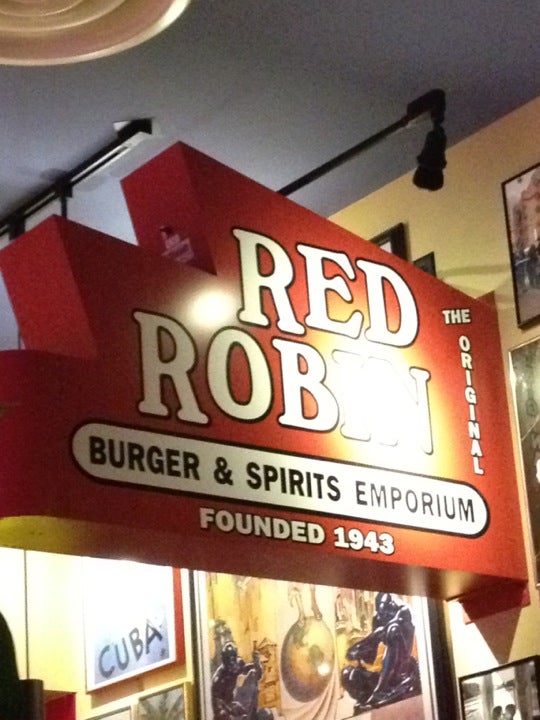 RED
ROBIN
THE ORIGINAL
BURGER & SPIRITS EMPORIUM
FOUNDED 1943
CUBA